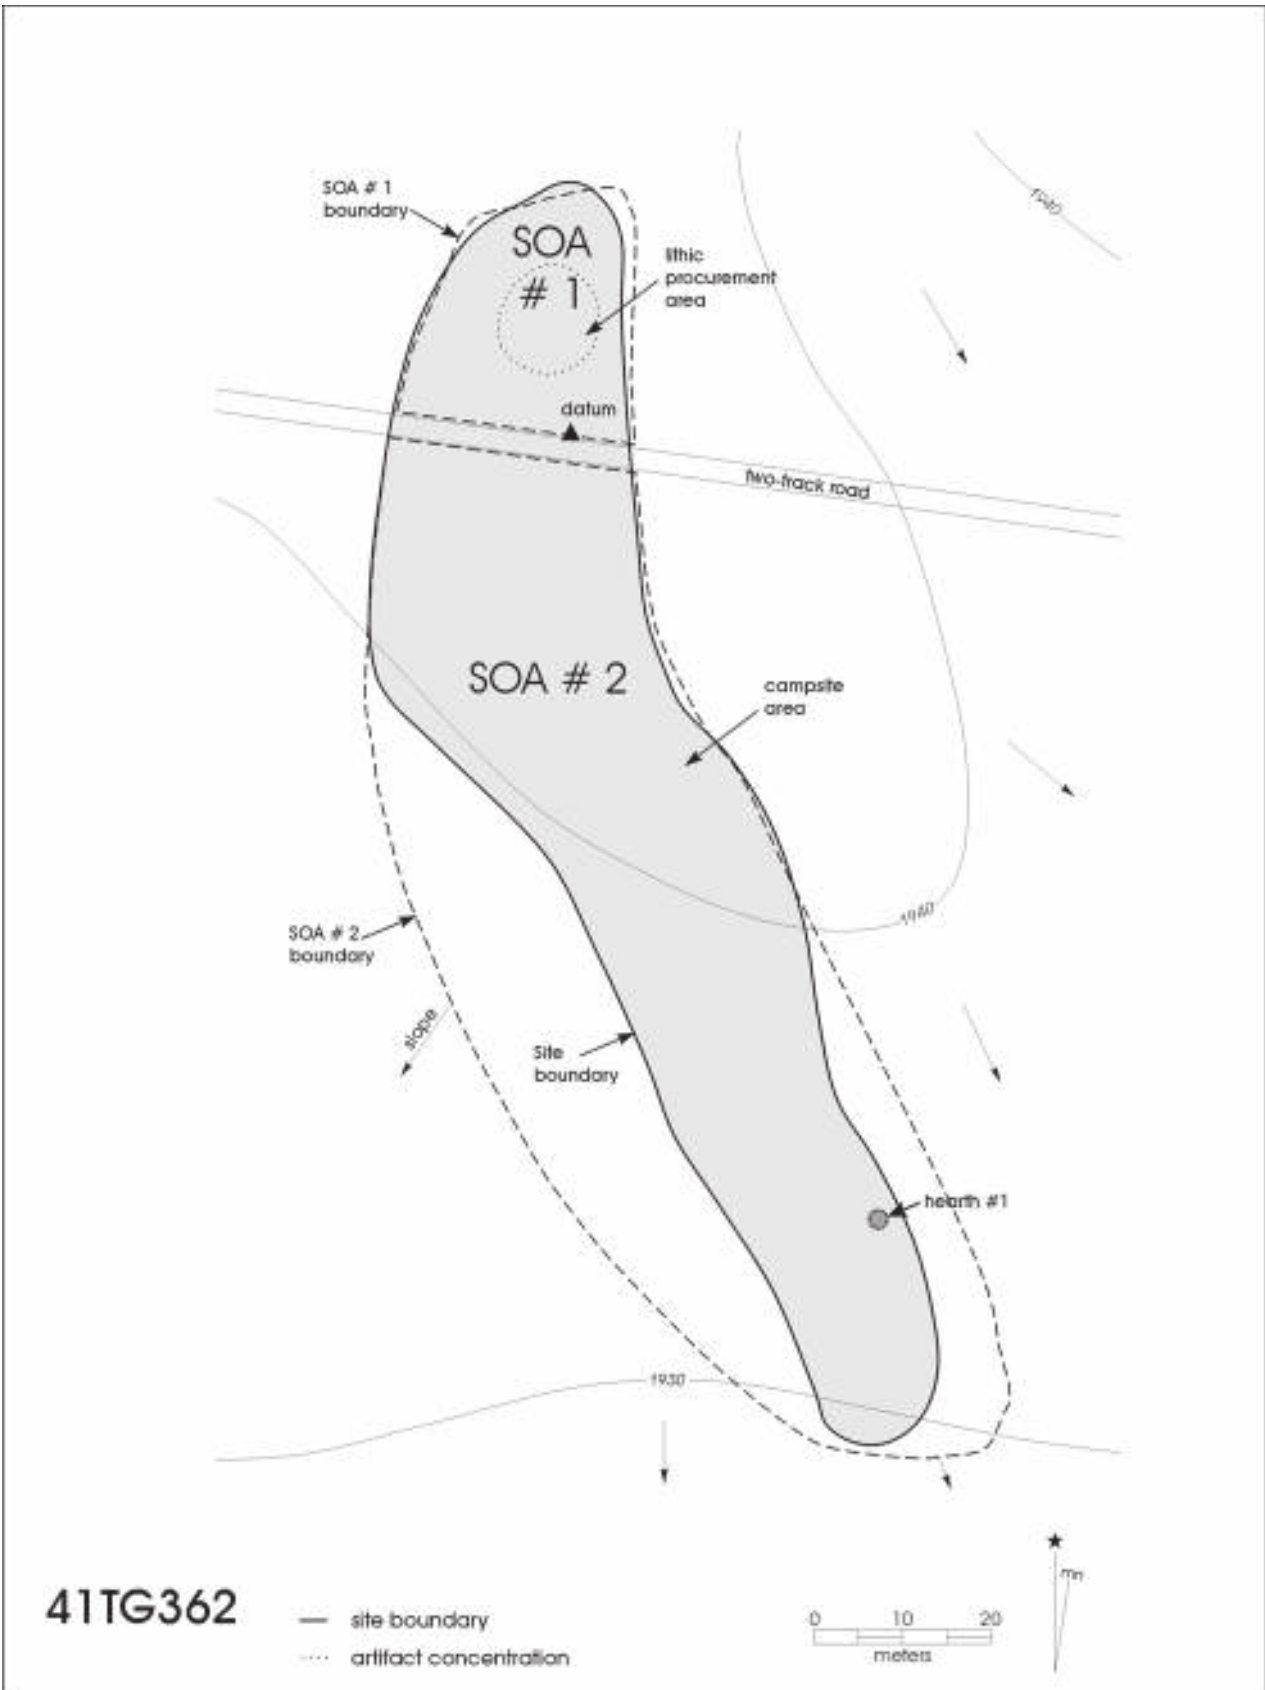 1940
SOA # 1
boundary
SOA
# 1
lithic
procurement
area
datum
two-track road
SOA # 2
campsite
area
1940
SOA # 2
boundary
slope
Site
boundary
hearth #1
1930
mn
41TG362
site boundary
artifact concentration
0 10 20
meters